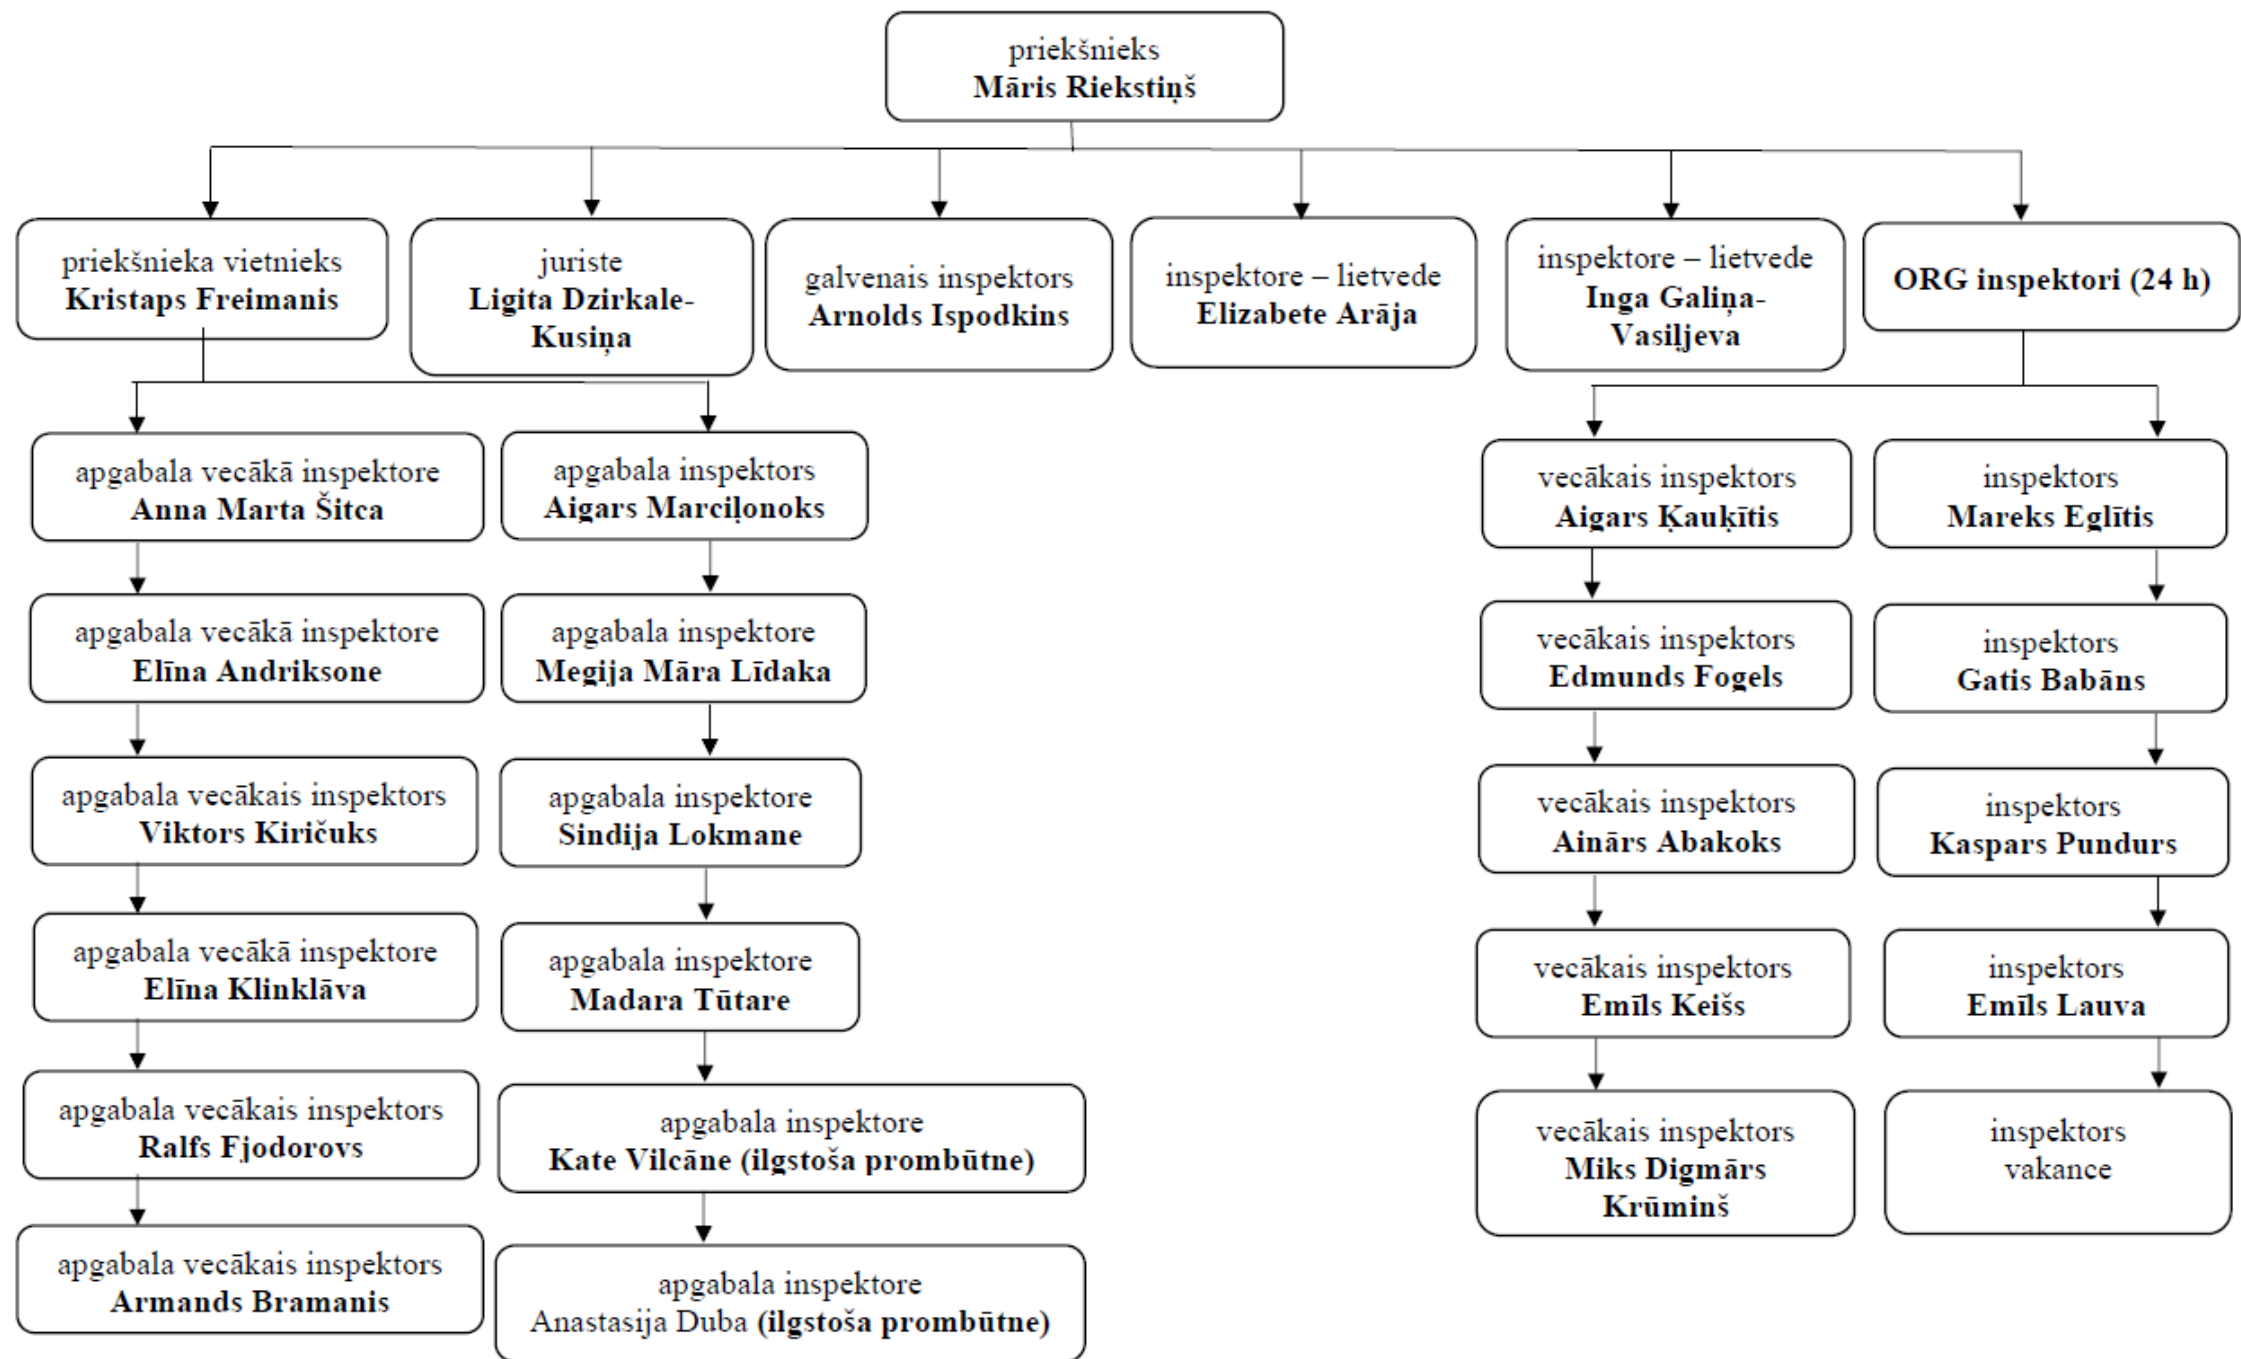 priekšnieks
Māris Riekstiņš
priekšnieka vietnieks
Kristaps Freimanis
juriste
Ligita Dzirkale-
Kusiņa
galvenais inspektors
Arnolds Ispodkins
inspektore – lietvede
Elizabete Arāja
inspektore – lietvede
Inga Galiņa-
Vasiļjeva
ORG inspektori (24 h)
apgabala vecākā inspektore
Anna Marta Šitca
apgabala vecākā inspektore
Elīna Andriksone
apgabala vecākais inspektors
Viktors Kiričuks
apgabala vecākā inspektore
Elīna Klinklāva
apgabala vecākais inspektors
Ralfs Fjodorovs
apgabala vecākais inspektors
Armands Bramanis
apgabala inspektors
Aigars Marciļonoks
apgabala inspektore
Megija Māra Līdaka
apgabala inspektore
Sindija Lokmane
apgabala inspektore
Madara Tūtare
apgabala inspektore
Kate Vilcāne (ilgstoša prombūtne)
apgabala inspektore
Anastasija Duba (ilgstoša prombūtne)
vecākais inspektors
Aigars Ķauķītis
vecākais inspektors
Edmunds Fogels
vecākais inspektors
Ainārs Abakoks
vecākais inspektors
Emīls Keišs
vecākais inspektors
Miks Digmārs
Krūminš
inspektors
Mareks Eglītis
inspektors
Gatis Babāns
inspektors
Kaspars Pundurs
inspektors
Emīls Lauva
inspektors
vakance